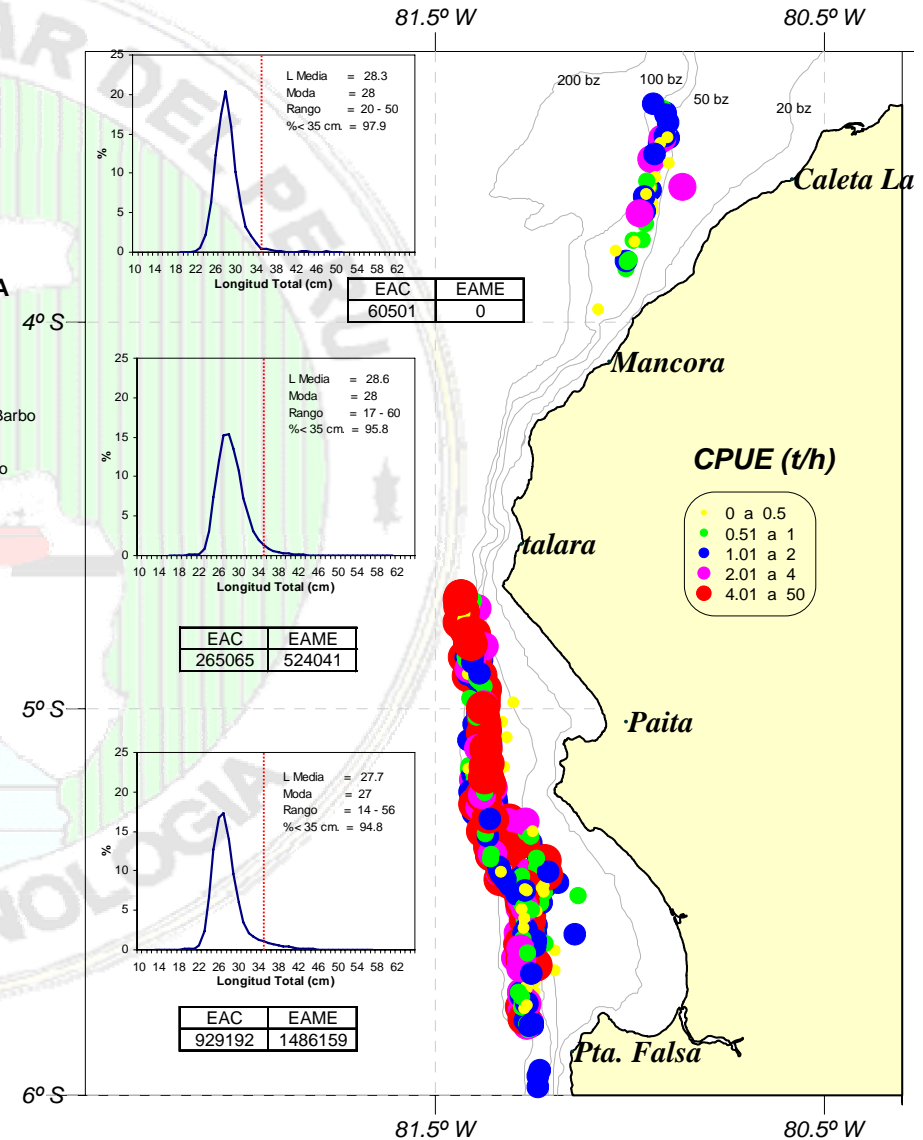 81.5º W 80.5º W
25
20
15
10
5
0
%
L Media = 28.3
Moda = 28
Rango = 20 - 50
%< 35 cm. = 97.9
10 14 18 22 26 30 34 38 42 46 50 54 58 62
Longitud Total (cm)
200 bz 100 bz 50 bz 20 bz
Caleta La
AR DEL PERU
A
EAC EAME
60501 0
4º S
Mancora
25
20
15
10
5
0
%
L Media = 28.6
Moda = 28
Rango = 17 - 60
%< 35 cm. = 95.8
10 14 18 22 26 30 34 38 42 46 50 54 58 62
Longitud Total (cm)
Barbo
o
CPUE (t/h)
0 a 0.5
0.51 a 1
1.01 a 2
2.01 a 4
4.01 a 50
talara
EAC EAME
265065 524041
5º S
Paita
25
20
15
10
5
0
%
L Media = 27.7
Moda = 27
Rango = 14 - 56
%< 35 cm. = 94.8
10 14 18 22 26 30 34 38 42 46 50 54 58 62
Longitud Total (cm)
NOLOGIA
EAC EAME
929192 1486159
Pta. Falsa
6º S
81.5º W 80.5º W